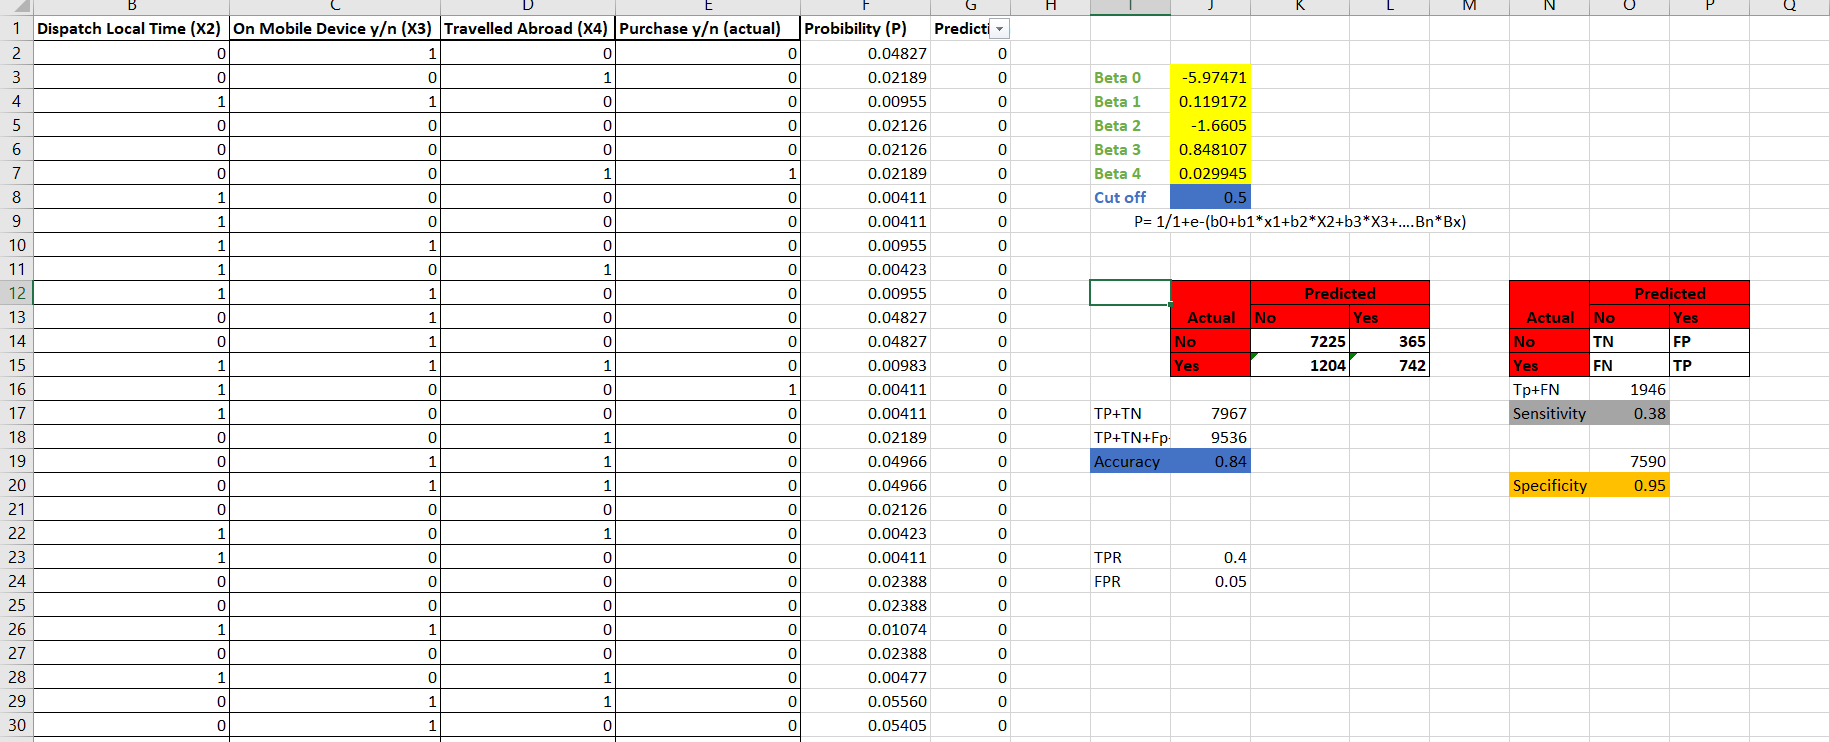 B C D E F G H I J K L M N O P Q
1 Dispatch Local Time (X2) On Mobile Device y/n (X3) Travelled Abroad (X4) Purchase y/n (actual) Probibility (P) Predicti
2 0 1 0 0 0.04827 0
3 0 0 1 0 0.02189 0 Beta 0 -5.97471
4 1 1 0 0 0.00955 0 Beta 1 0.119172
5 0 0 0 0 0.02126 0 Beta 2 -1.6605
6 0 0 0 0 0.02126 0 Beta 3 0.848107
7 0 0 1 1 0.02189 0 Beta 4 0.029945
8 1 0 0 0 0.00411 0 Cut off 0.5
9 1 0 0 0 0.00411 0 P= 1/1+e-(b0+b1*x1+b2*X2+b3*X3+....Bn*Bx)
10 1 1 0 0 0.00955 0
11 1 0 1 0 0.00423 0
12 1 1 0 0 0.00955 0 Predicted Predicted
13 0 1 0 0 0.04827 0 Actual No Yes Actual No Yes
14 0 1 0 0 0.04827 0 No 7225 365 No TN FP
15 1 1 1 0 0.00983 0 Yes 1204 742 Yes FN TP
16 1 0 0 1 0.00411 0 Tp+FN 1946
17 1 0 0 0 0.00411 0 TP+TN 7967 Sensitivity 0.38
18 0 0 1 0 0.02189 0 TP+TN+Fp- 9536
19 0 1 1 0 0.04966 0 Accuracy 0.84 7590
20 0 1 1 0 0.04966 0 Specificity 0.95
21 0 0 0 0 0.02126 0
22 1 0 1 0 0.00423 0
23 1 0 0 0 0.00411 0 TPR 0.4
24 0 0 0 0 0.02388 0 FPR 0.05
25 0 0 0 0 0.02388 0
26 1 1 0 0 0.01074 0
27 0 0 0 0 0.02388 0
28 1 0 1 0 0.00477 0
29 0 1 1 0 0.05560 0
30 0 1 0 0 0.05405 0